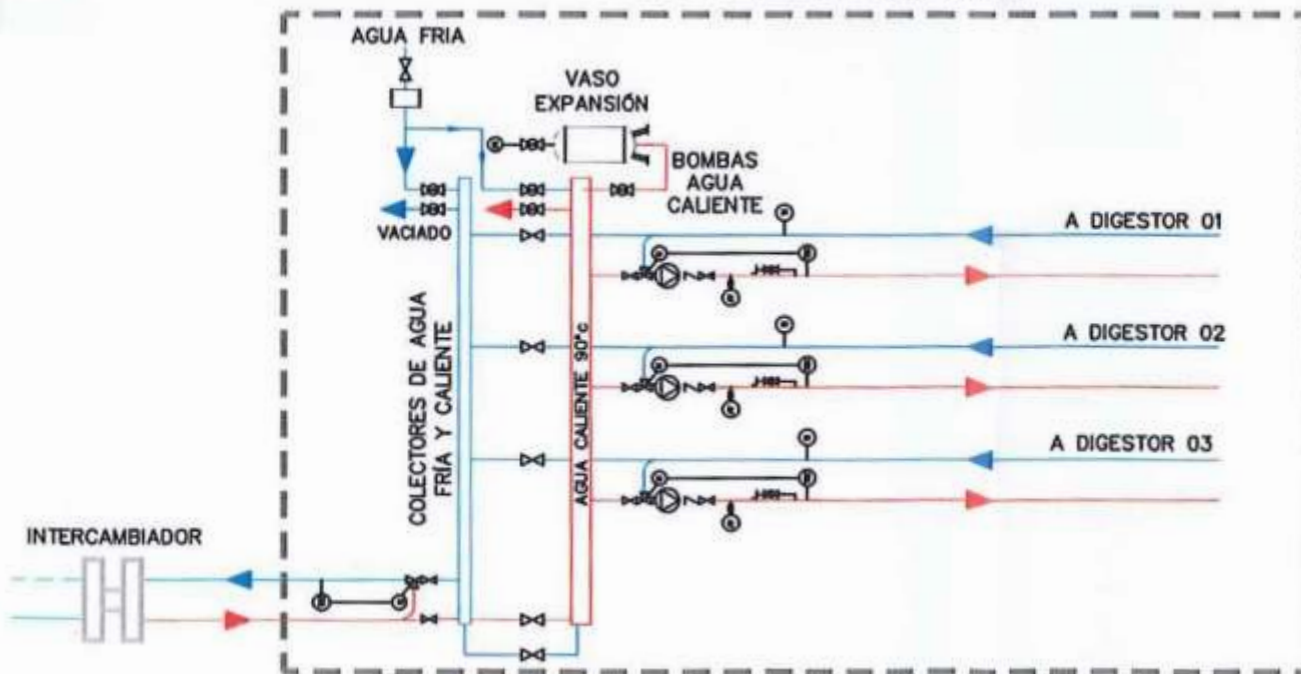 AGUA FRIA
VASO
EXPANSIÓN
BOMBAS
AGUA
CALIENTE
VACIADO
A DIGESTOR 01
A DIGESTOR 02
A DIGESTOR 03
COLECTORES DE AGUA
FRÍA Y CALIENTE
AGUA CALIENTE 90°c
INTERCAMBIADOR